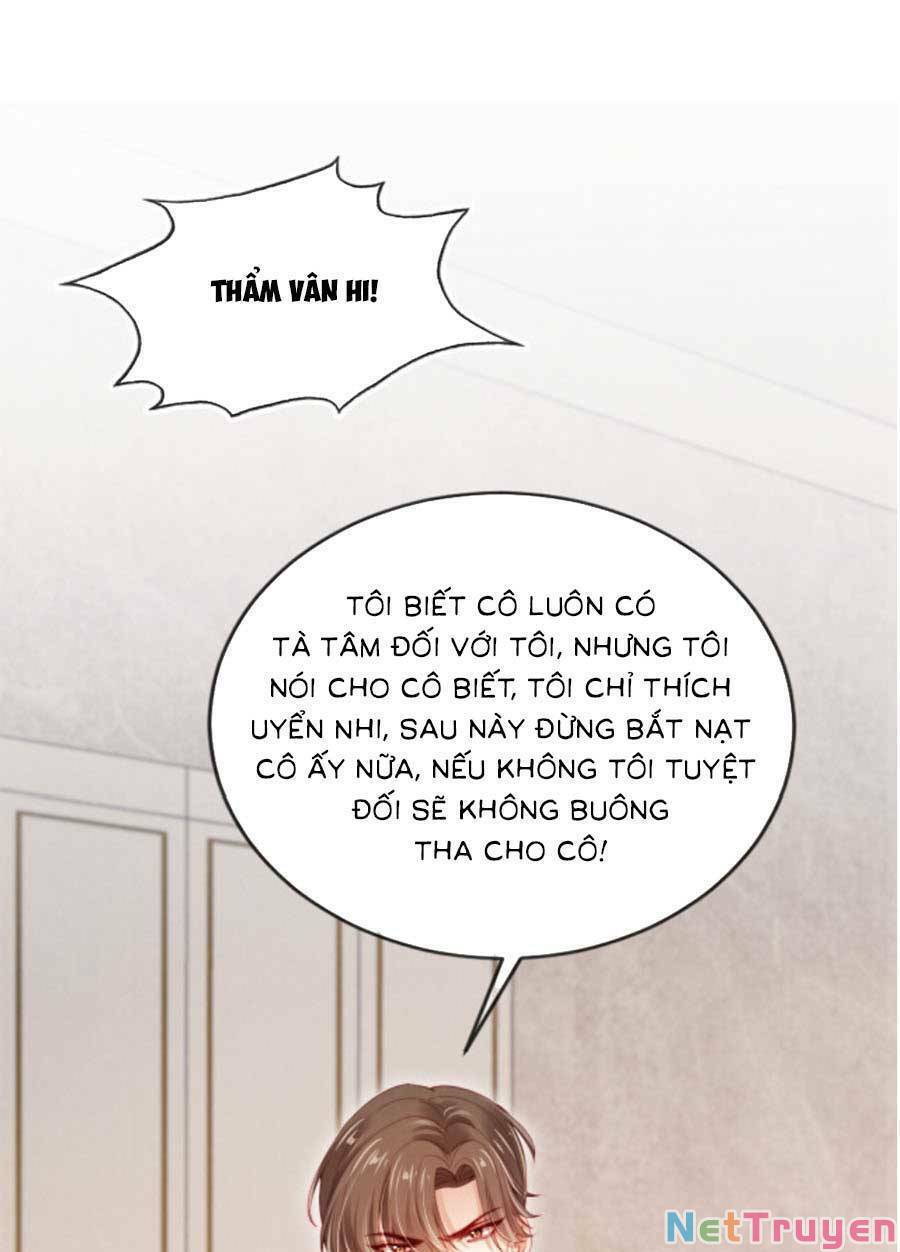 THẨM VÂN HI!
TÔI BIẾT CÔ LUÔN CÓ
TÀ TÂM ĐỐI VỚI TÔI, NHƯNG TÔI
NÓI CHO CÔ BIẾT, TÔI CHỈ THÍCH
UYỂN NHI, SAU NÀY ĐỪNG BẮT NẠT
CÔ ẤY NỮA, NẾU KHÔNG TÔI TUYỆT
ĐỐI SẼ KHÔNG BUÔNG
THA CHO CÔ!
NETTRUYEN